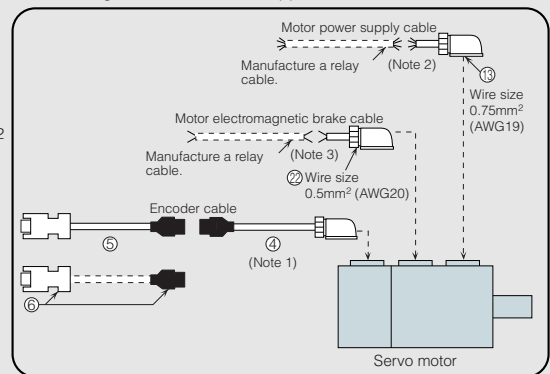 Motor power supply cable
Manufacture a relay
cable.
(Note 2)
⑬
Wire size
0.75mm²
(AWG19)
Motor electromagnetic brake cable
Manufacture a relay
cable.
(Note 3)
㉒ Wire size
0.5mm² (AWG20)
Encoder cable
⑤
④
(Note 1)
⑥
Servo motor